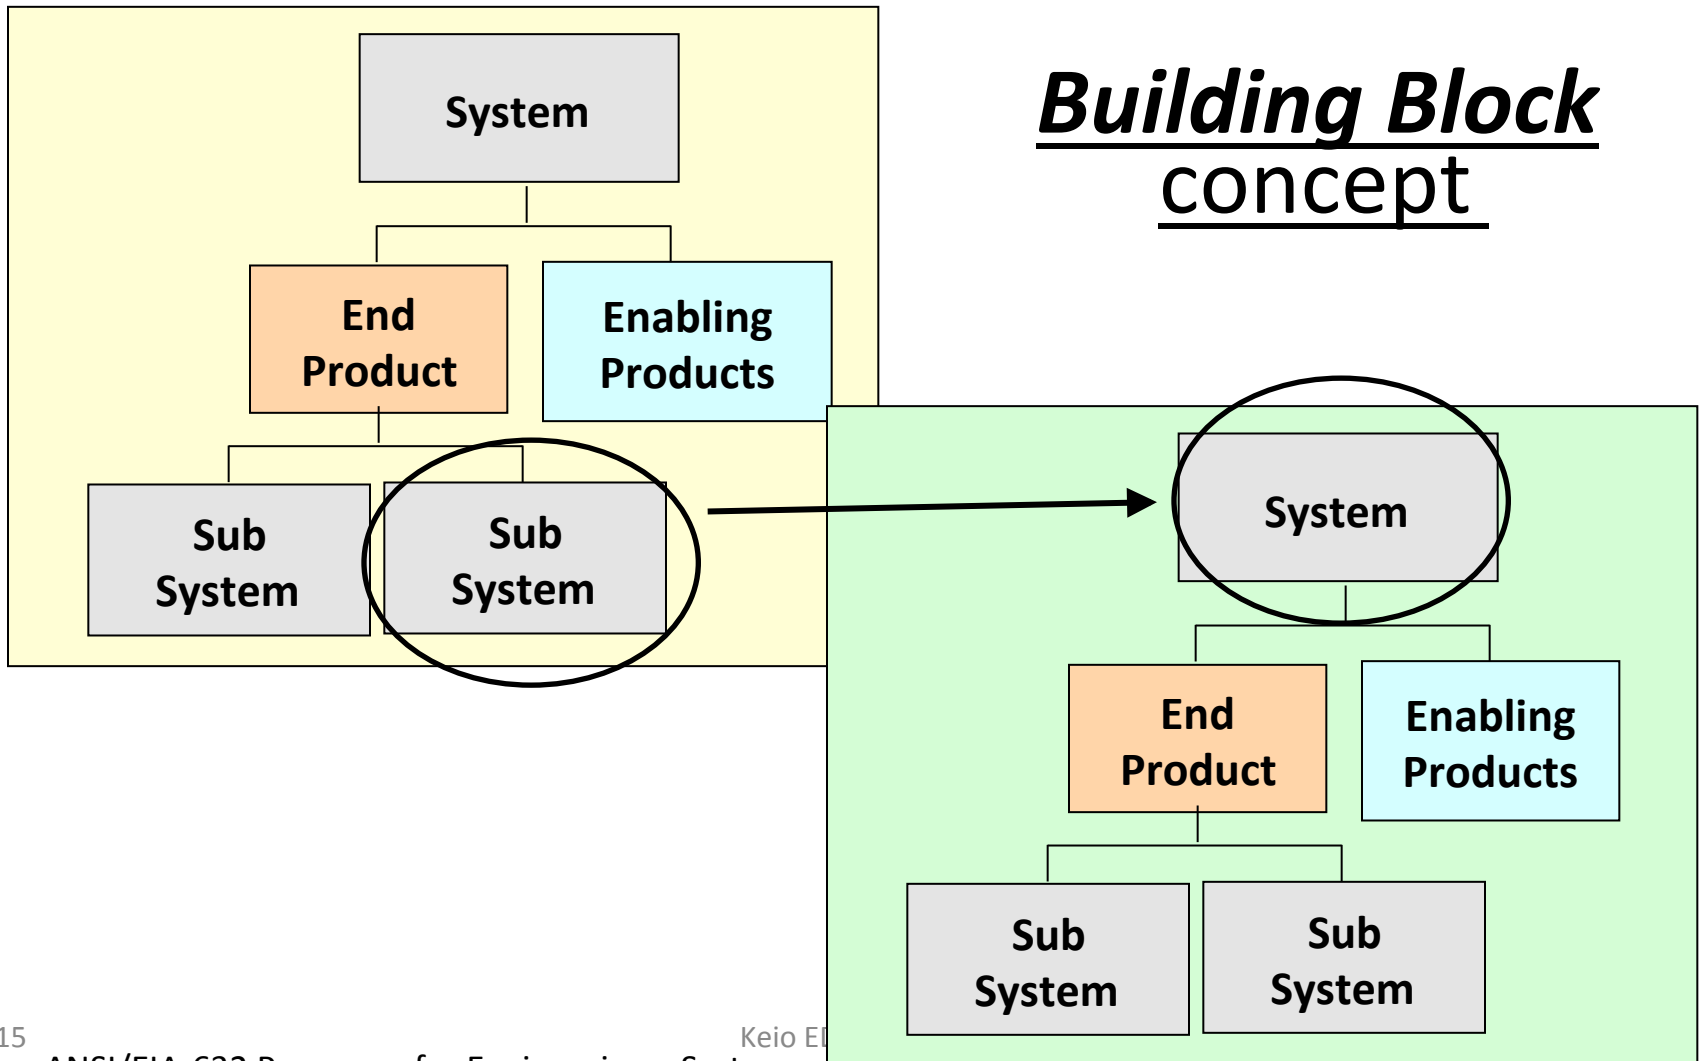 Building Block
concept
System
End
Product
Enabling
Products
Sub
System
Sub
System
System
End
Product
Enabling
Products
Sub
System
Sub
System
15
Keio